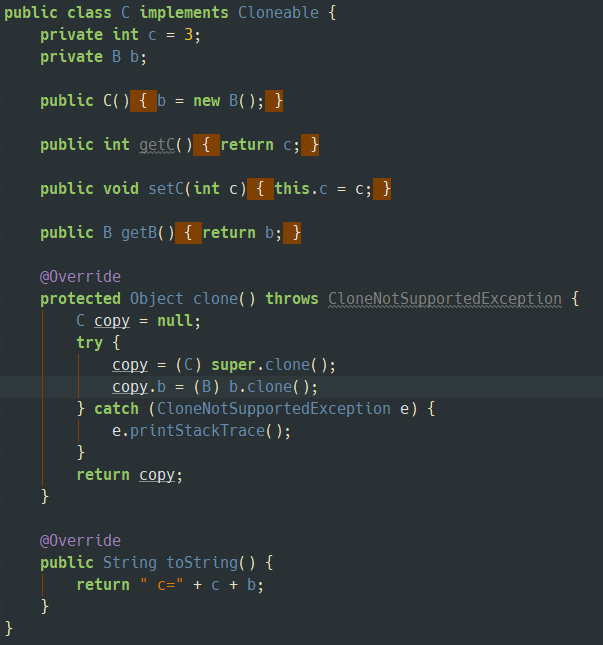 public class C implements Cloneable {
    private int c = 3;
    private B b;

    public C() { b = new B(); }

    public int getC() { return c; }

    public void setC(int c) { this.c = c; }

    public B getB() { return b; }

    @Override
    protected Object clone() throws CloneNotSupportedException {
        C copy = null;
        try {
            copy = (C) super.clone();
            copy.b = (B) b.clone();
        } catch (CloneNotSupportedException e) {
            e.printStackTrace();
        }
        return copy;
    }

    @Override
    public String toString() {
        return " c=" + c + b;
    }
}